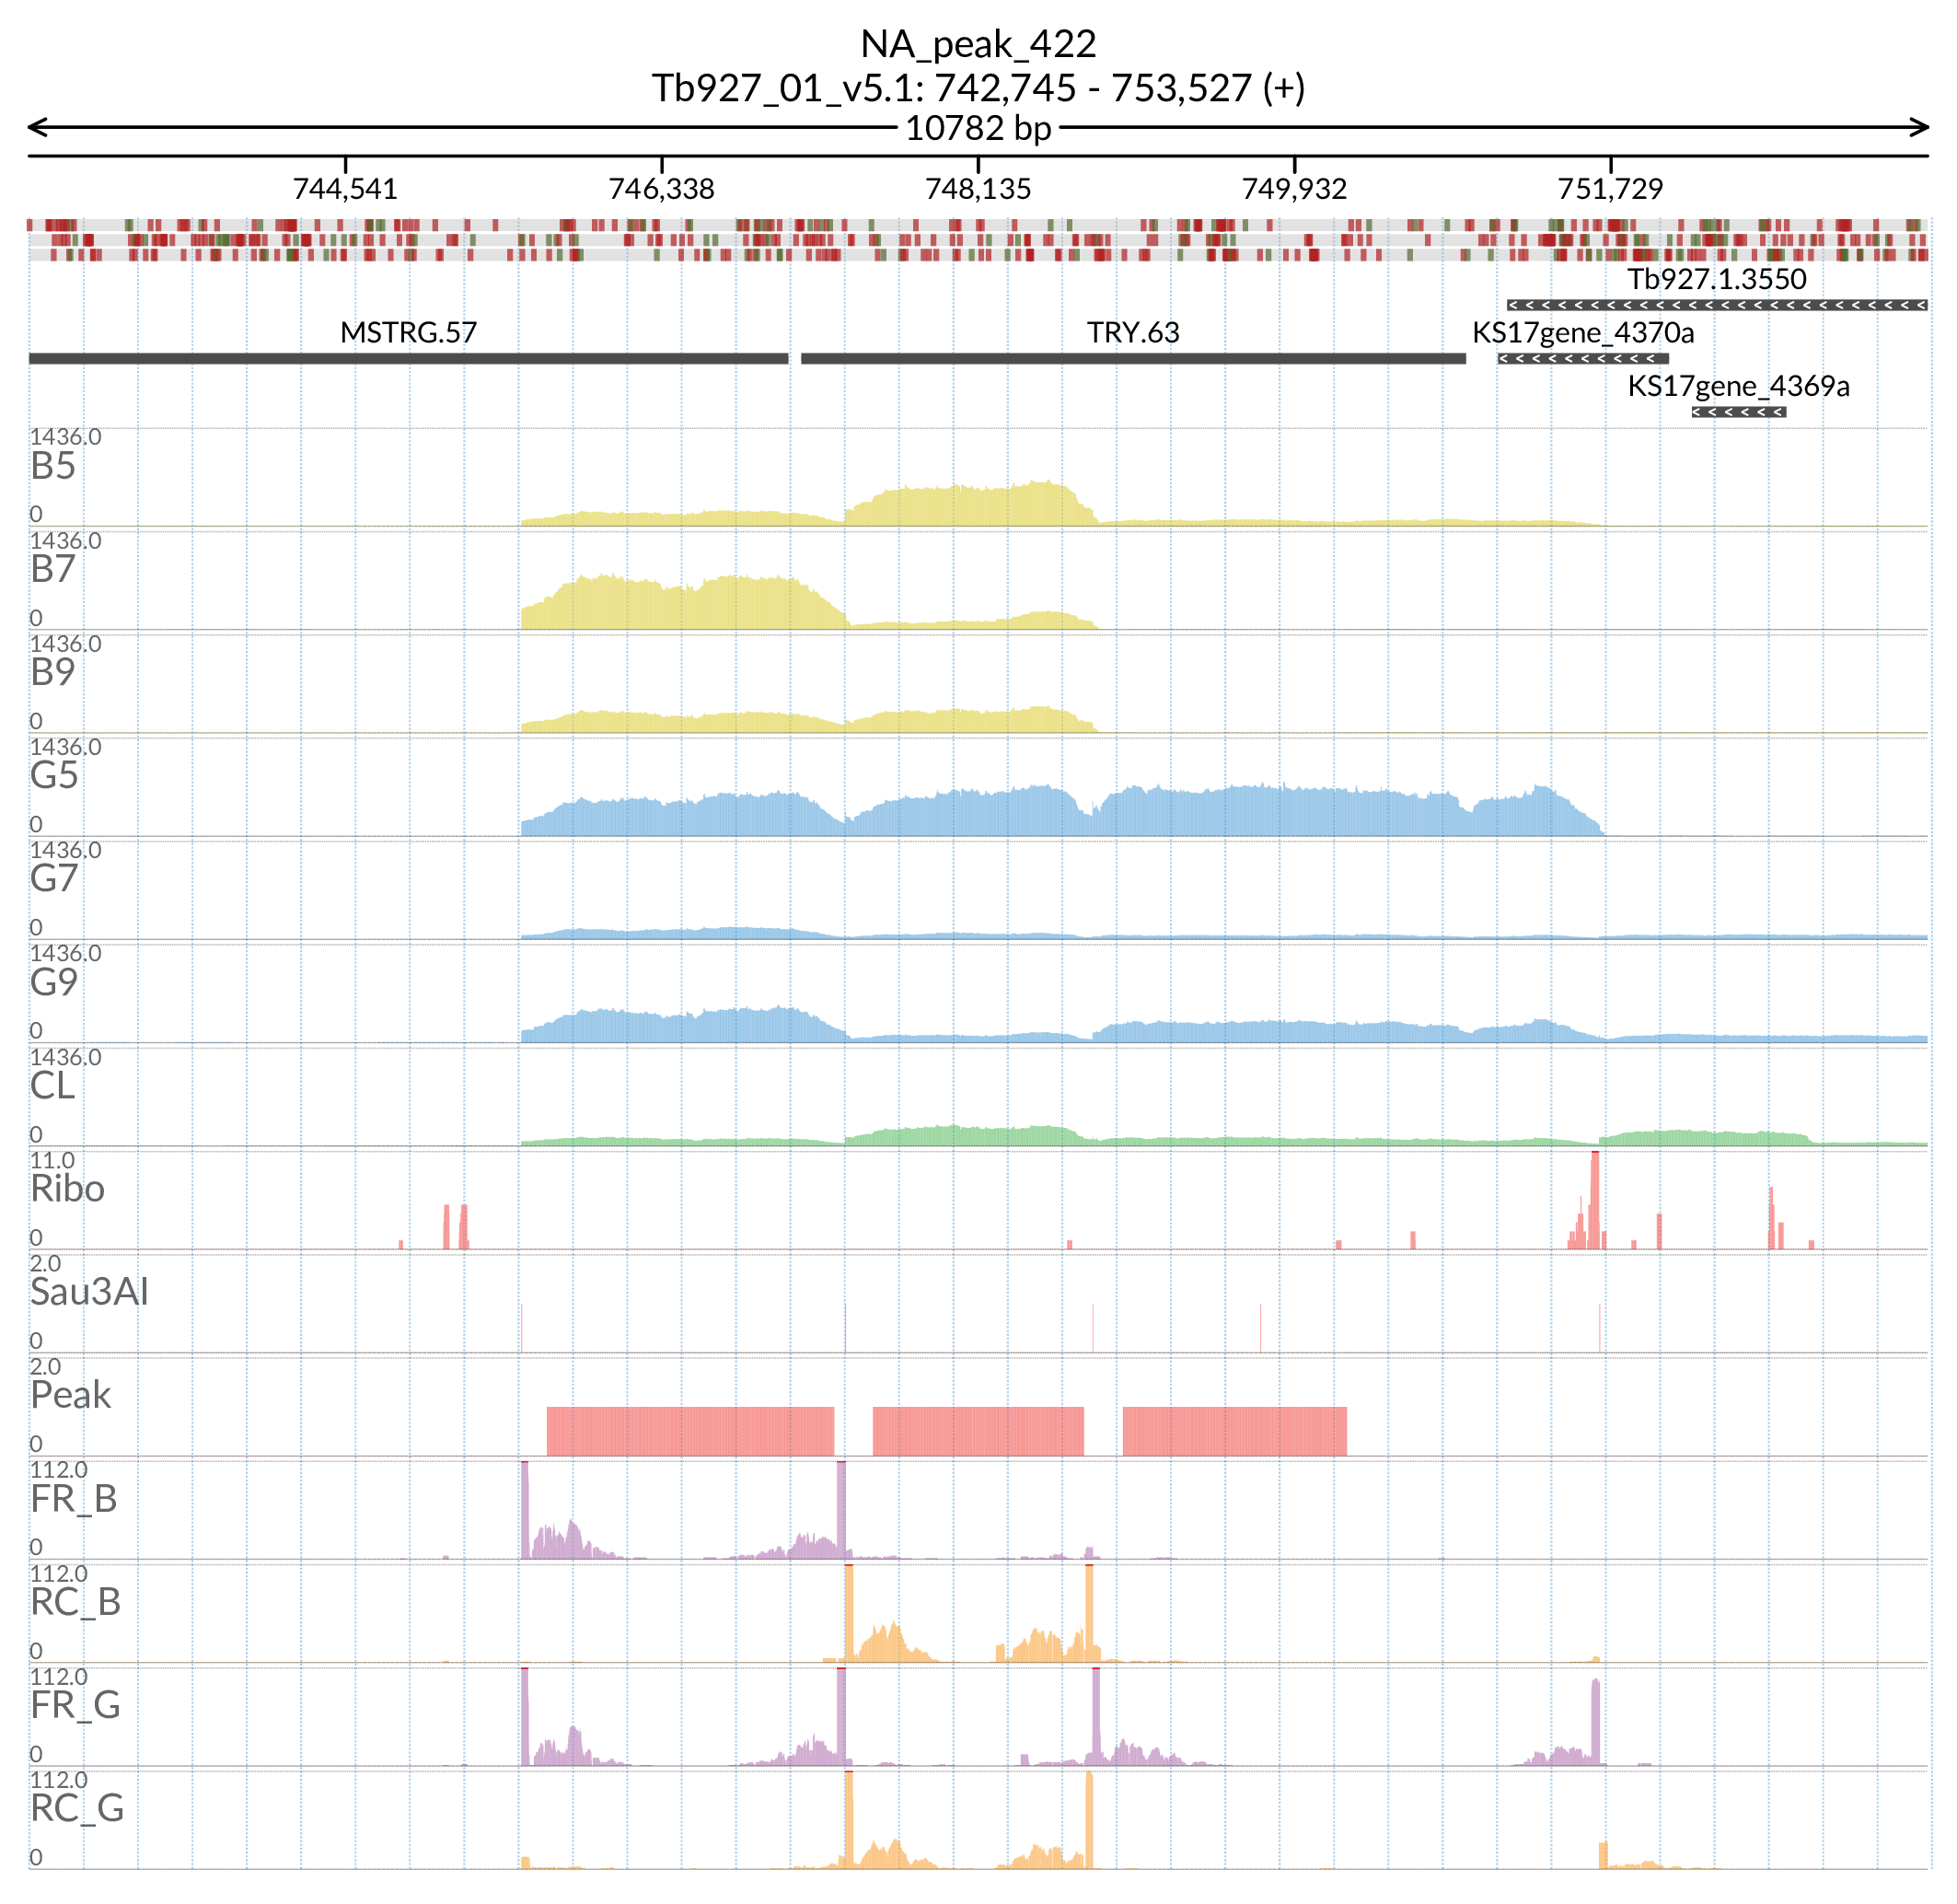 NA_peak_422
Tb927_01_v5.1: 742,745 - 753,527 (+)
10782 bp
744,541 746,338 748,135 749,932 751,729
Tb927.1.3550
MSTRG.57 TRY.63 KS17gene_4370a
KS17gene_4369a
1436.0
B5
0
1436.0
B7
0
1436.0
B9
0
1436.0
G5
0
1436.0
G7
0
1436.0
G9
0
1436.0
CL
0
11.0
Ribo
0
2.0
Sau3AI
0
2.0
Peak
0
112.0
FR_B
0
112.0
RC_B
0
112.0
FR_G
0
112.0
RC_G
0